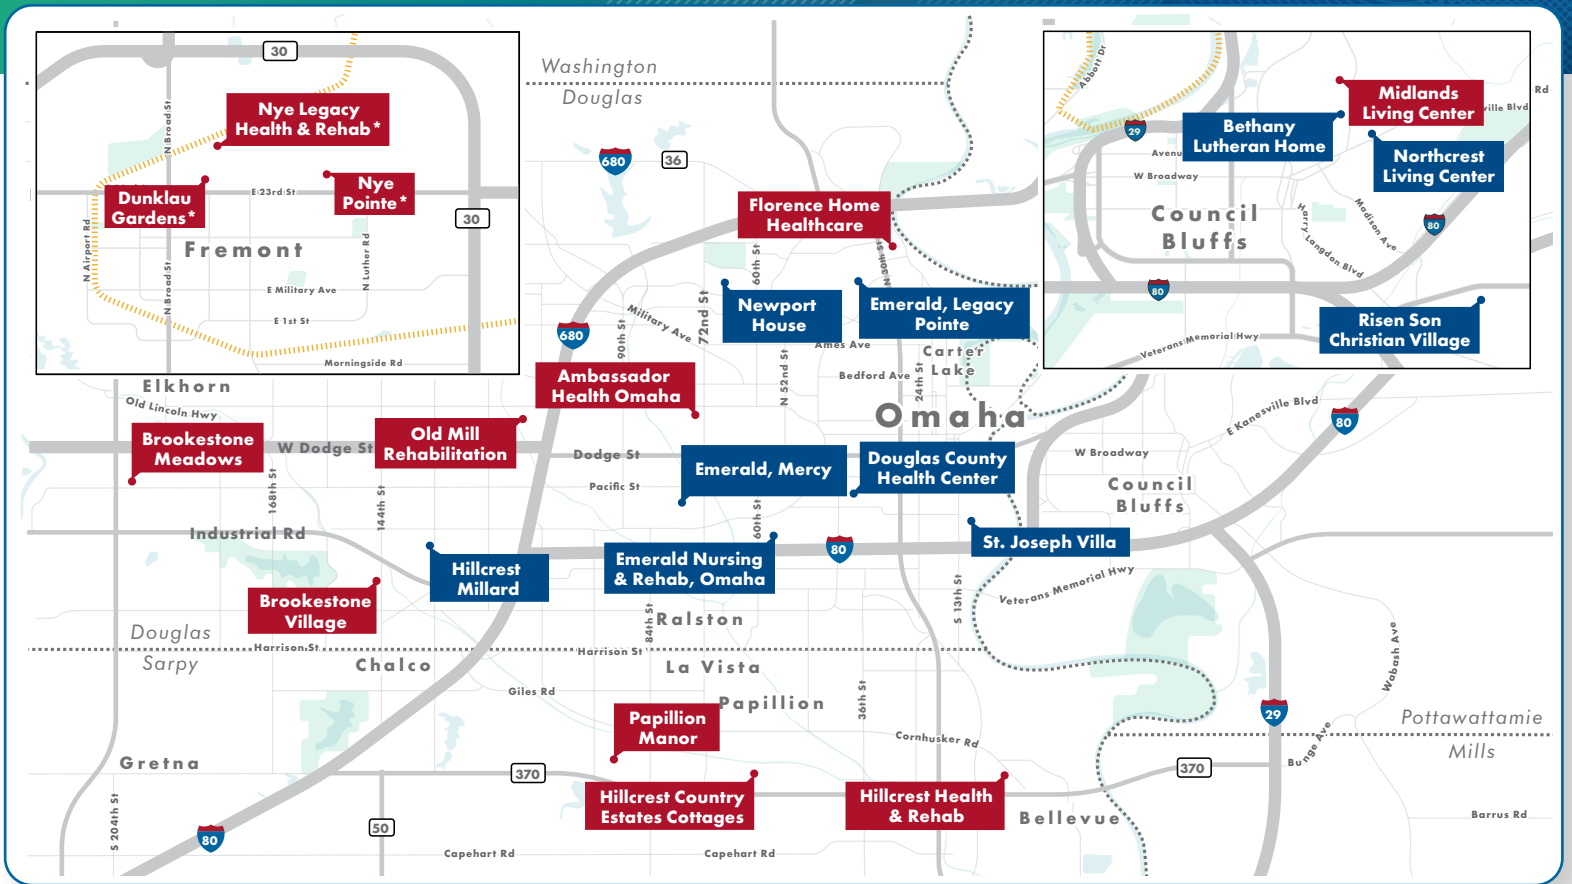 30
N Broad St
Nye Legacy
Health & Rehab*
Dunklau
Gardens*
E 23rd St
Nye
Pointe*
30
N Airport Rd
Fremont
N Luther Rd
N Broad St
E Military Ave
E 1st St
Morningside Rd
Washington
Douglas
680
36
Florence Home
Healthcare
60th St
N 30th St
72nd St
Newport
House
Emerald, Legacy
Pointe
Military Ave
680
90th St
Ames Ave
Carter
Lake
N 52nd St
Bedford Ave
24th St
Abbott Dr
29
Midlands
Living Center
Rd
ville Blvd
Bethany
Lutheran Home
Northcrest
Living Center
W Broadway
Council
Bluffs
Harry Langdon Blvd
Madison Ave
80
80
Risen Son
Christian Village
Veterans Memorial Hwy
Elkhorn
Old Lincoln Hwy
Ambassador
Health Omaha
Omaha
E Kanesville Blvd
80
Brookestone
Meadows
W Dodge St
Old Mill
Rehabilitation
Dodge St
Emerald, Mercy
Douglas County
Health Center
W Broadway
168th St
144th St
Pacific St
Council
Bluffs
60th St
Industrial Rd
Hillcrest
Millard
Emerald Nursing
& Rehab, Omaha
80
St. Joseph Villa
Veterans Memorial Hwy
S 13th St
Brookestone
Village
84th St
Ralston
Douglas
Sarpy
Harrison St
Harrison St
Chalco
La Vista
Wabash Ave
Giles Rd
Papillion
36th St
Papillion
Manor
Cornhusker Rd
29
Pottawattamie
Mills
Bunge Ave
Gretna
370
370
Hillcrest Country
Estates Cottages
Hillcrest Health
& Rehab
Bellevue
Barrus Rd
S 204th St
80
50
Capehart Rd
Capehart Rd